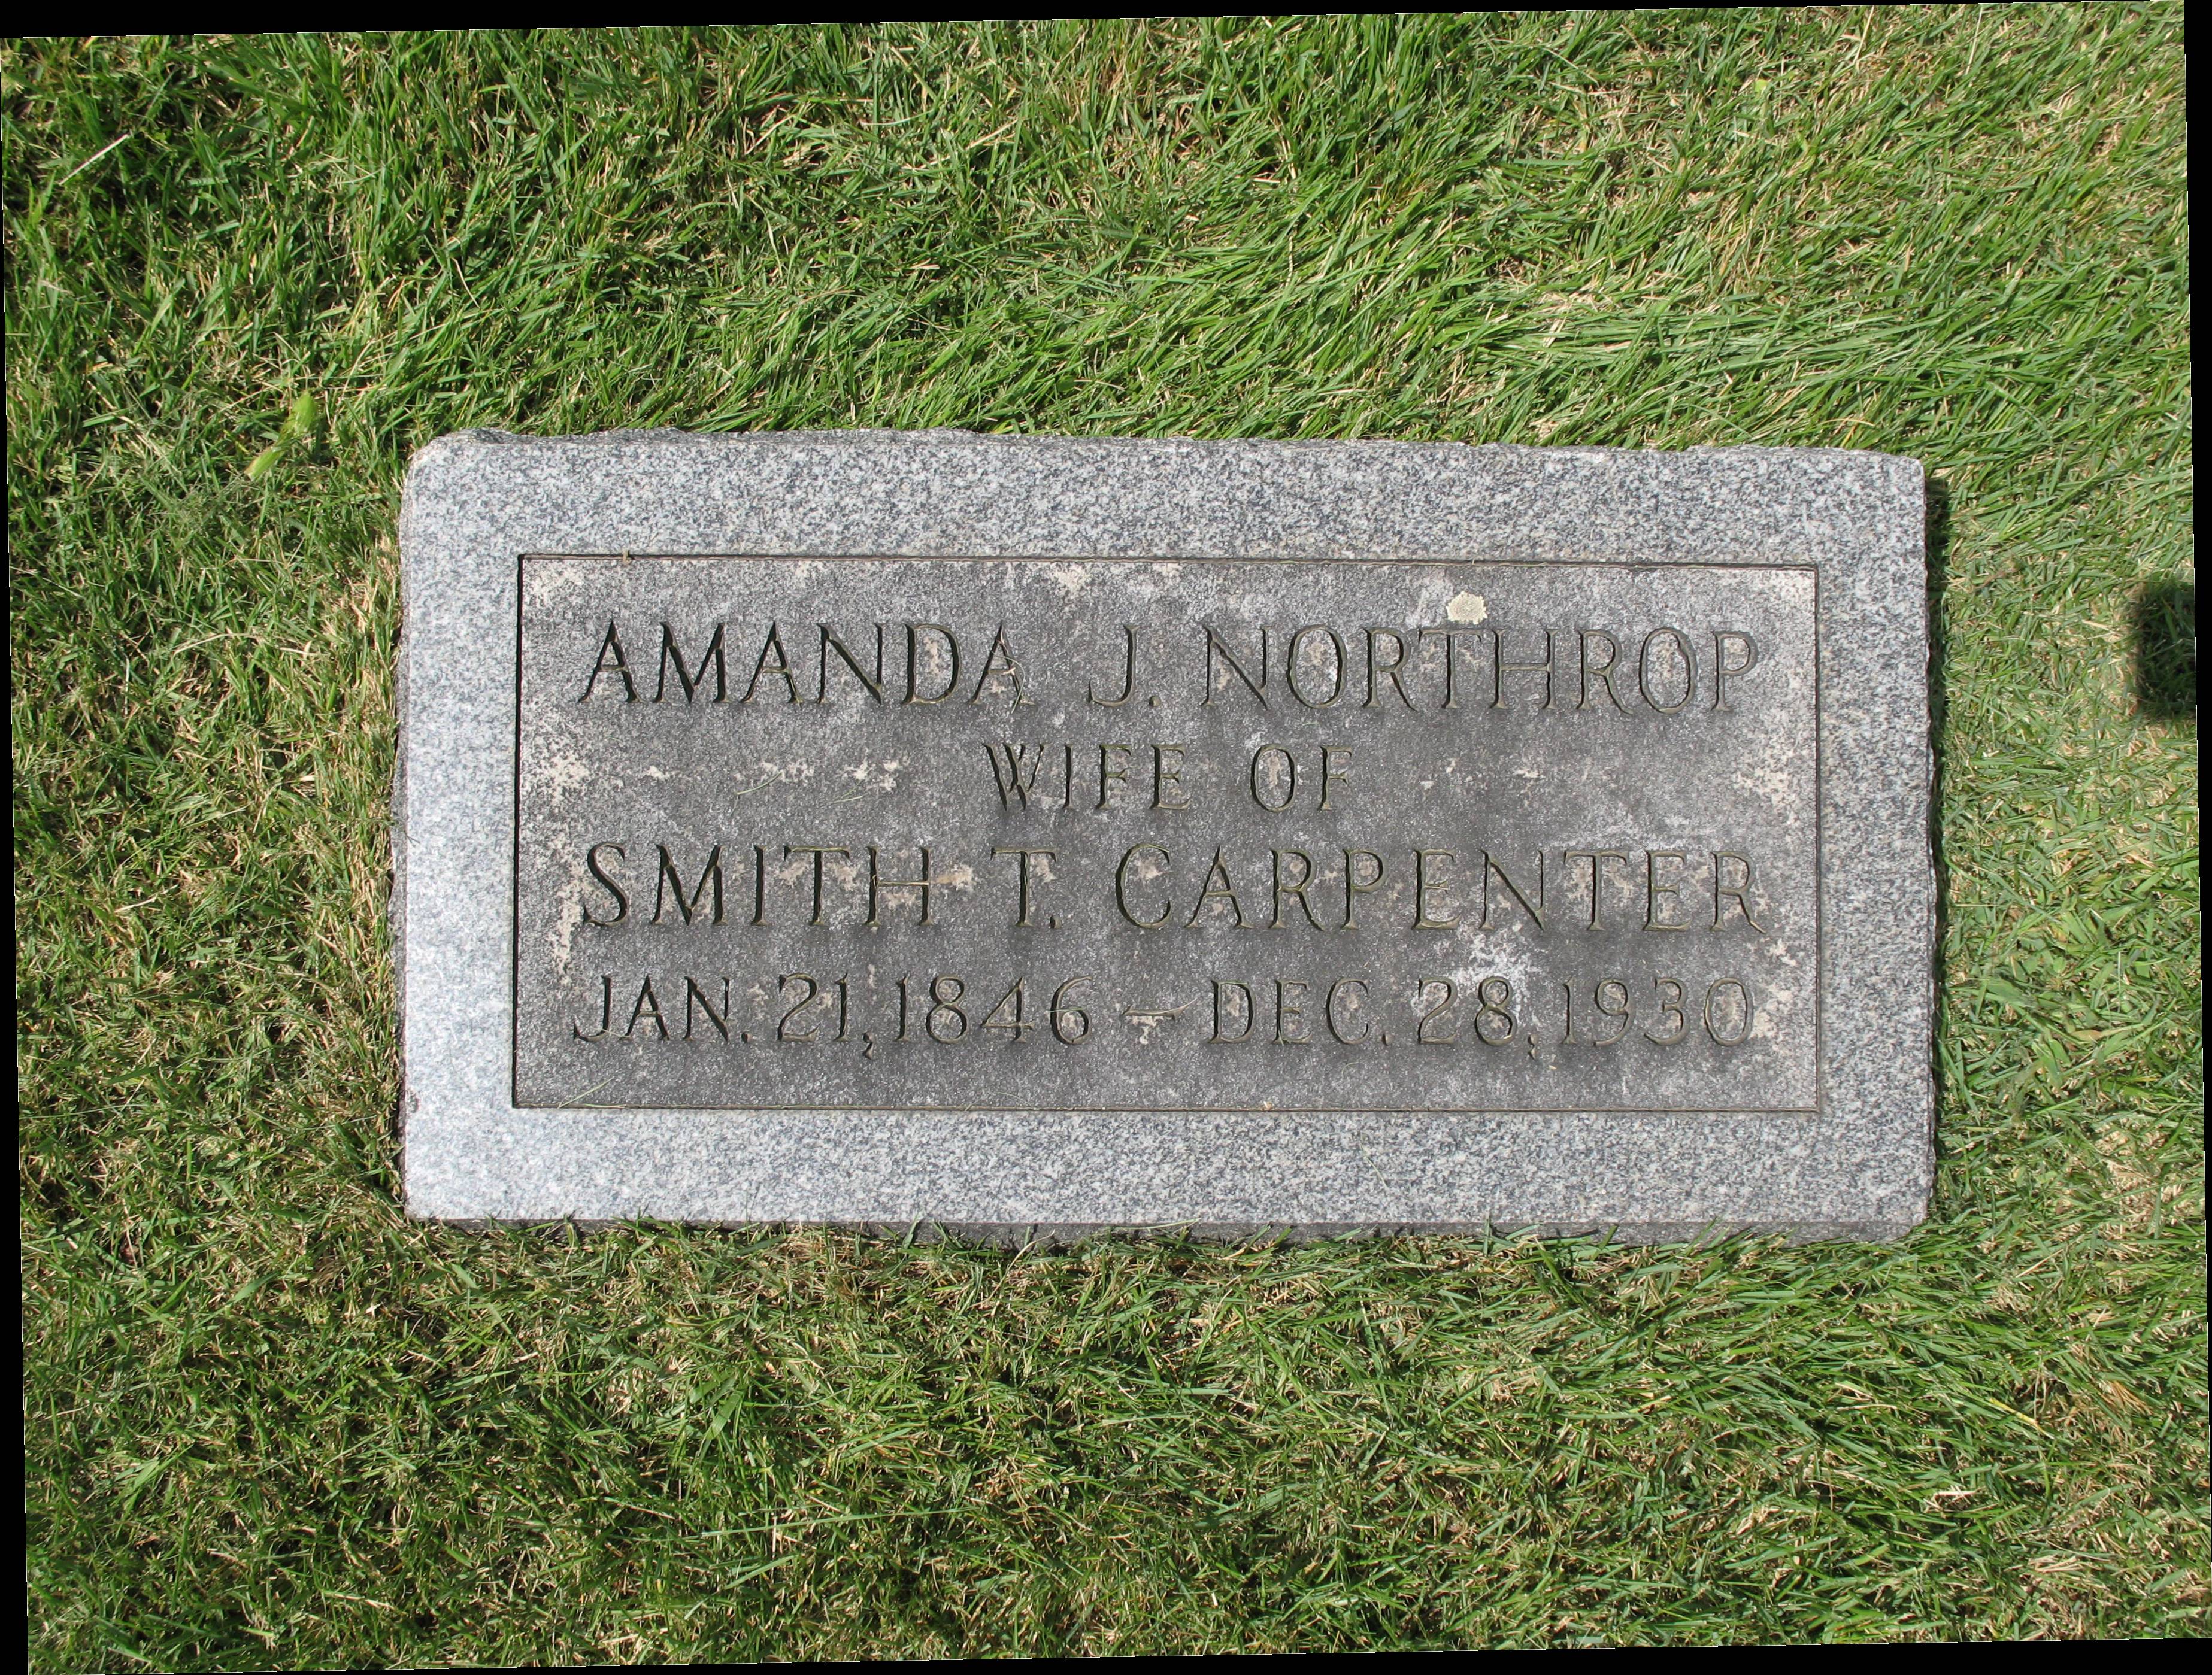 AMANDA J. NORTHROP
WIFE OF
SMITH T. CARPENTER
JAN. 21, 1846 - DEC. 28, 1930